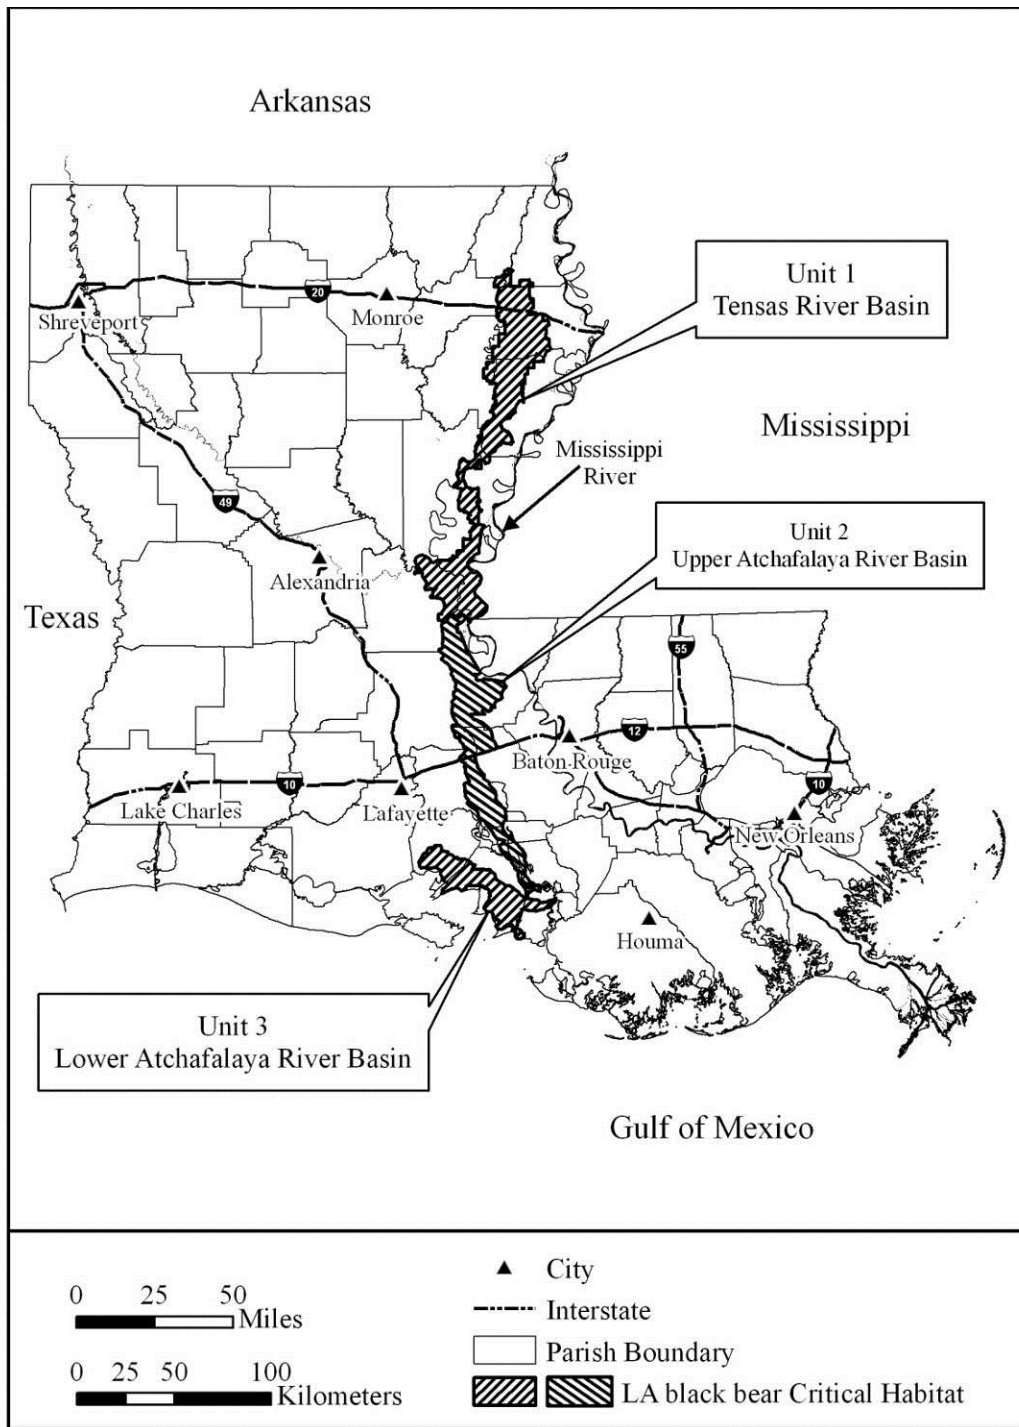 Arkansas
Unit 1
Tensas River Basin
20
Shreveport
Monroe
Mississippi
Mississippi
River
49
Unit 2
Upper Atchafalaya River Basin
Alexandria
Texas
55
12
Baton Rouge
10
10
Lake Charles
Lafayette
New Orleans
Houma
Unit 3
Lower Atchafalaya River Basin
Gulf of Mexico
0 25 50
Miles
0 25 50 100
Kilometers
City
Interstate
Parish Boundary
LA black bear Critical Habitat